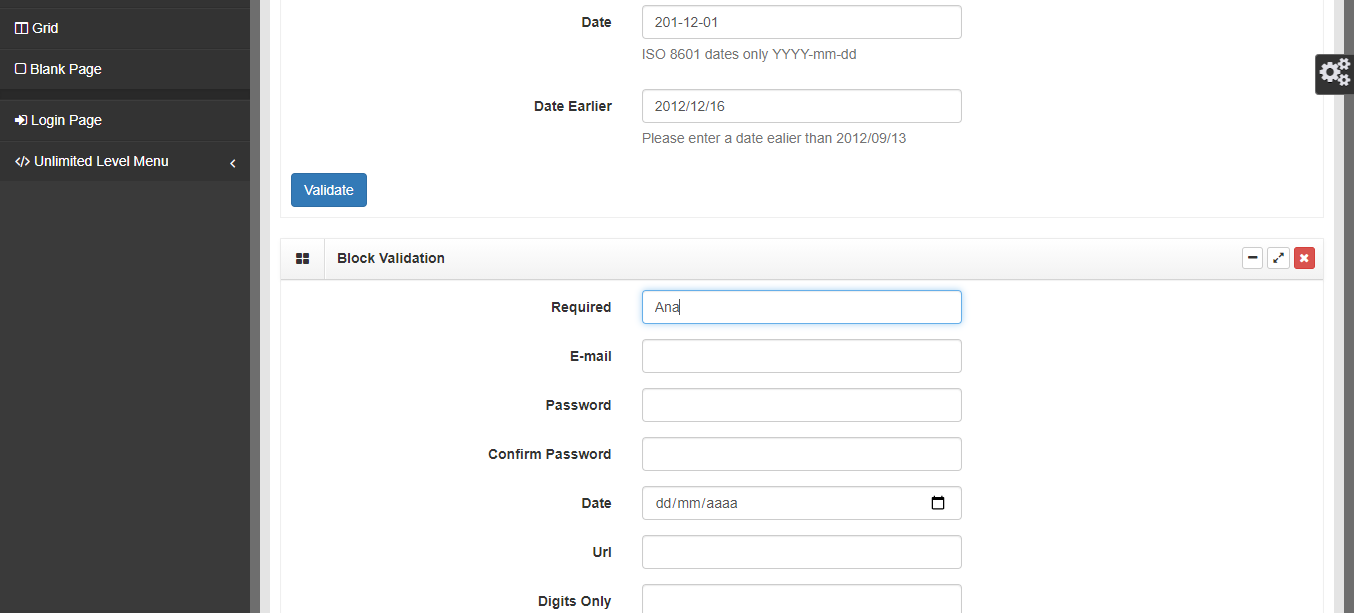 Grid
Blank Page
Login Page
Unlimited Level Menu
Date 201-12-01
ISO 8601 dates only YYYY-mm-dd
Date Earlier 2012/12/16
Please enter a date ealier than 2012/09/13
Validate
Block Validation
Required Ana
E-mail
Password
Confirm Password
Date dd/mm/aaaa
Url
Digits Only